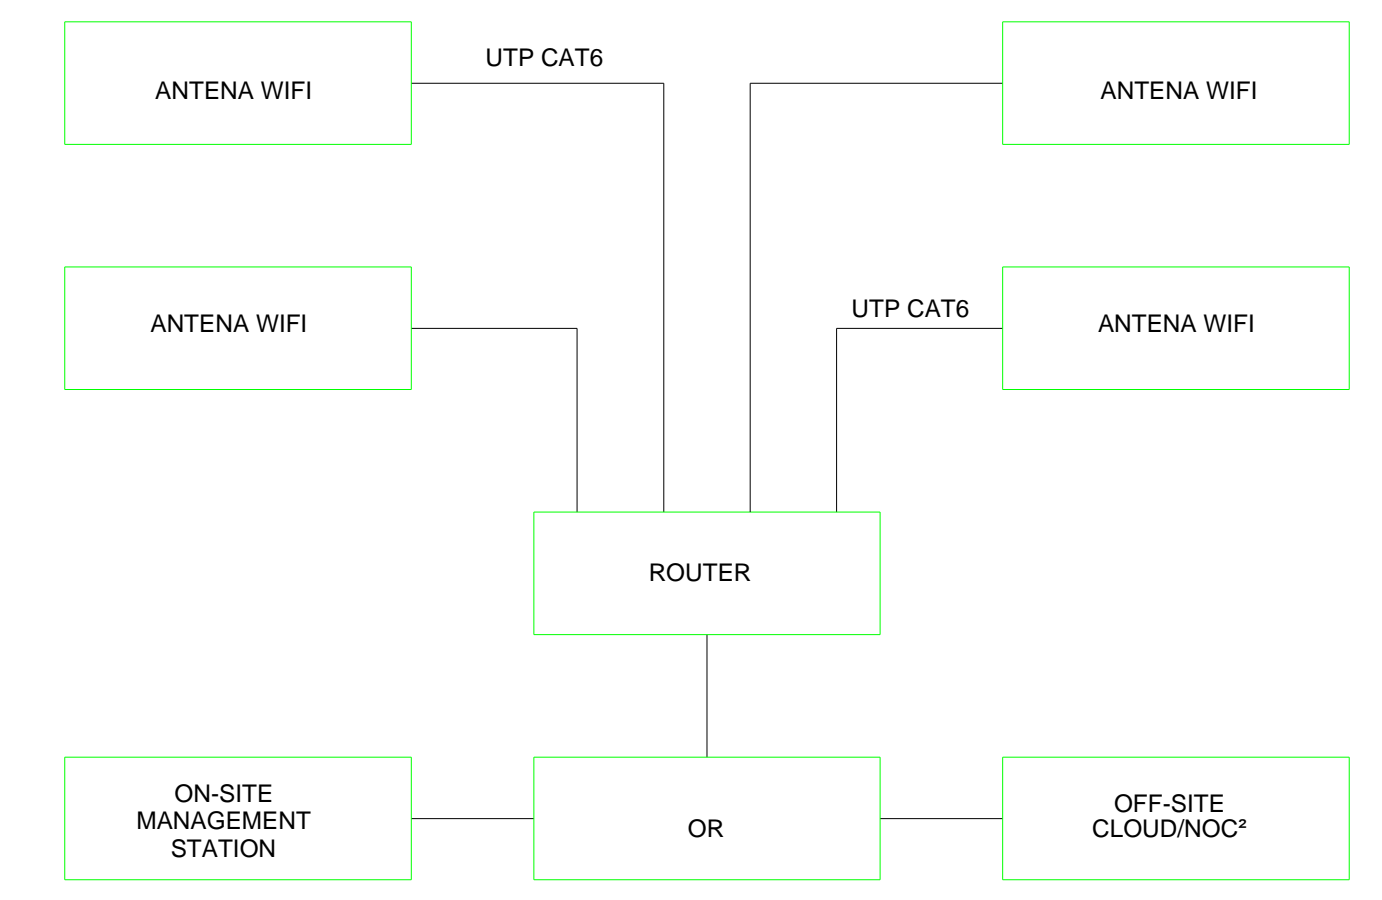 UTP CAT6
ANTENA WIFI
ANTENA WIFI
UTP CAT6
ANTENA WIFI
ANTENA WIFI
ROUTER
ON-SITE
MANAGEMENT
STATION
OR
OFF-SITE
CLOUD/NOC²